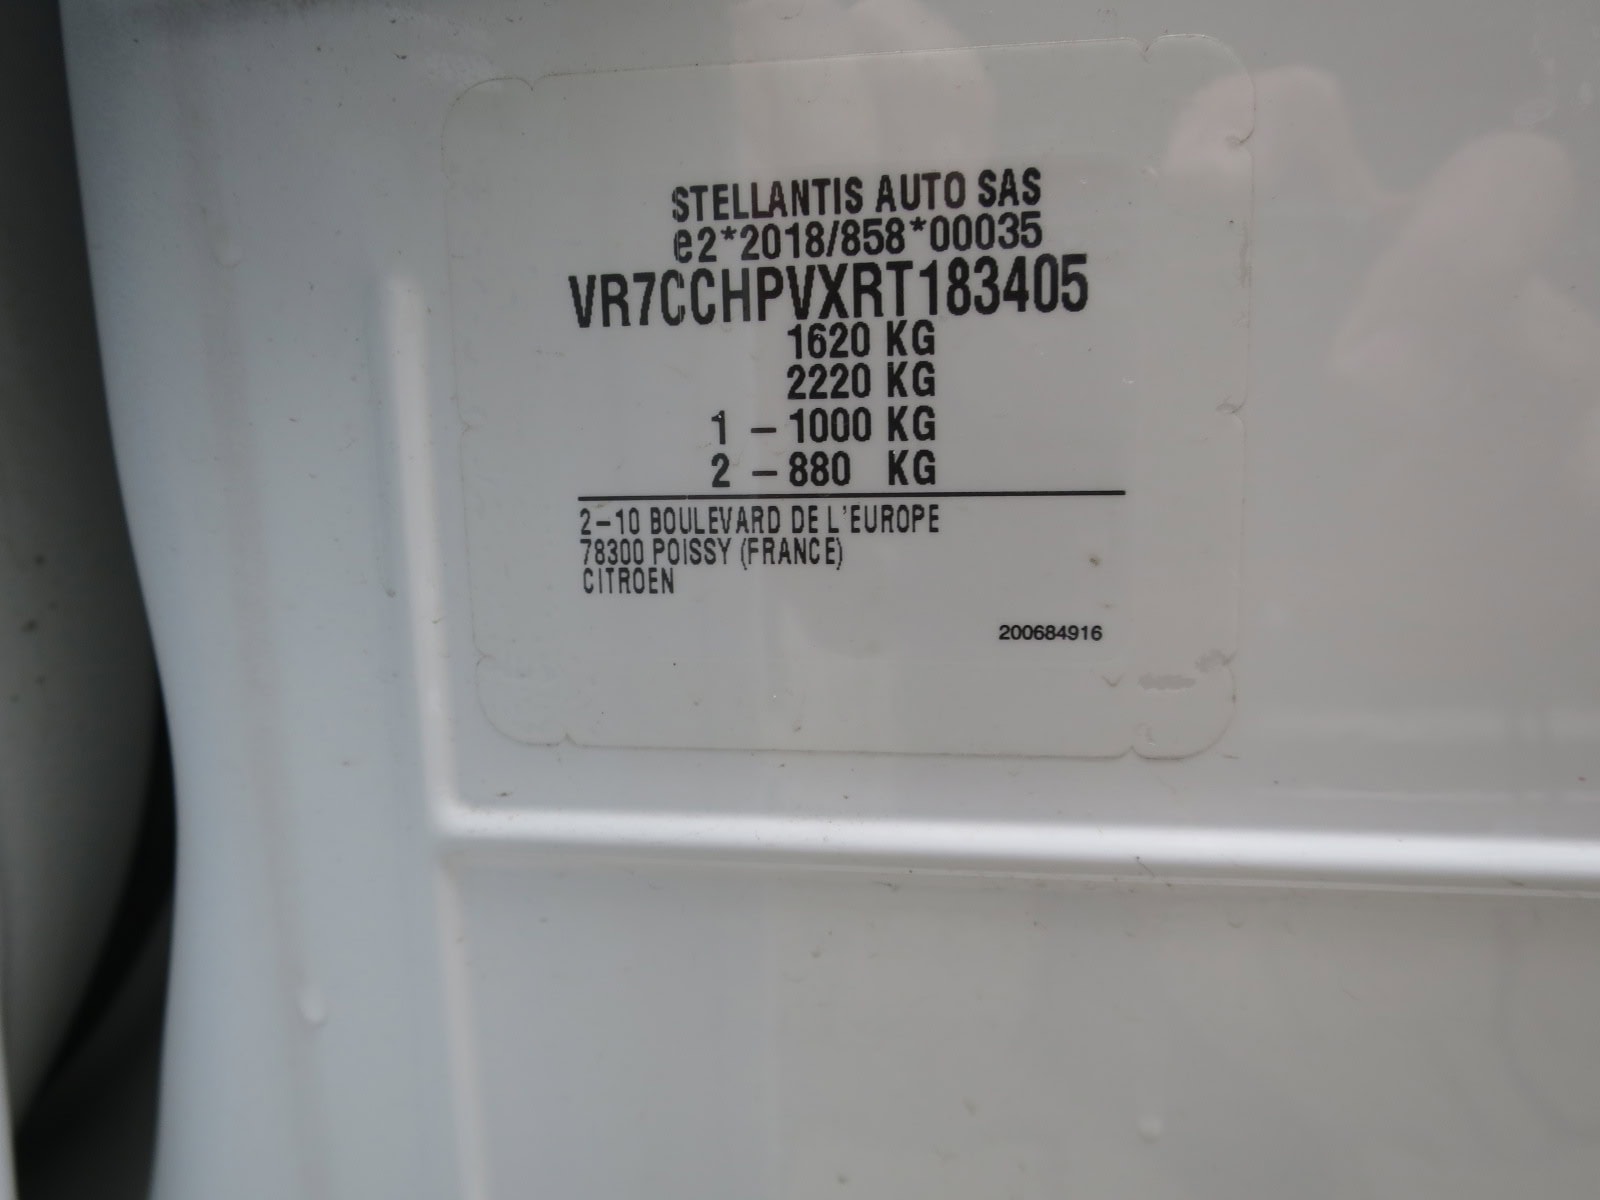 STELLANTIS AUTO SAS
e2*2018/858*00035
VR7CCHPVXRT183405
1620 KG
2220 KG
1 – 1000 KG
2 – 880 KG
2–10 BOULEVARD DE L'EUROPE
78300 POISSY (FRANCE)
CITROEN
200684916